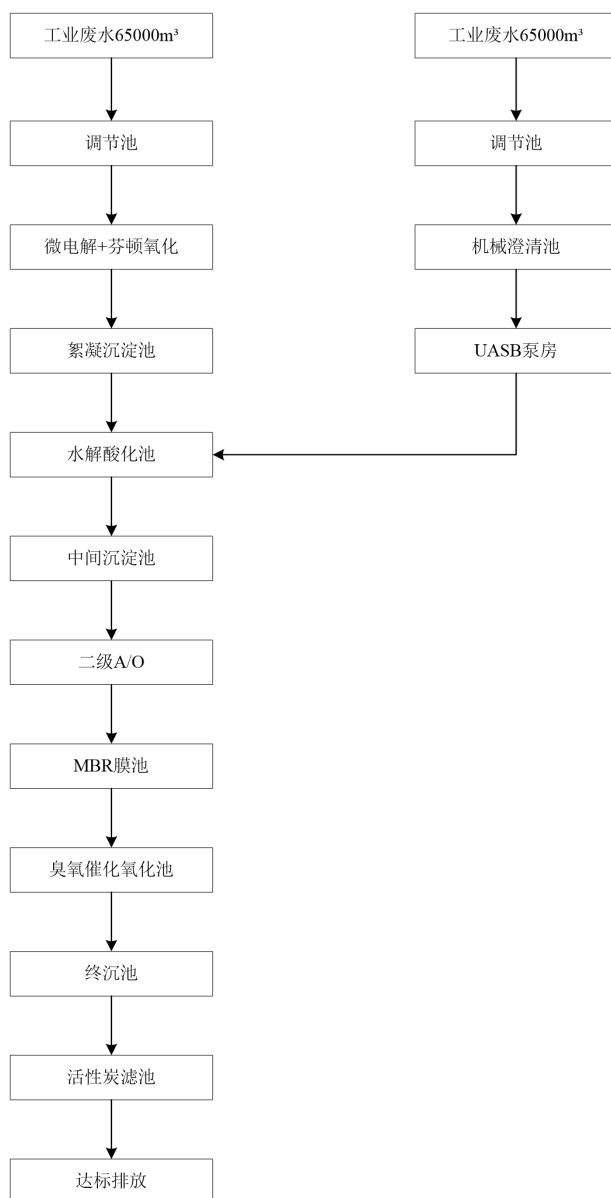 工业废水65000m³
调节池
微电解+芬顿氧化
絮凝沉淀池
水解酸化池
中间沉淀池
二级A/O
MBR膜池
臭氧催化氧化池
终沉池
活性炭滤池
达标排放
工业废水65000m³
调节池
机械澄清池
UASB泵房